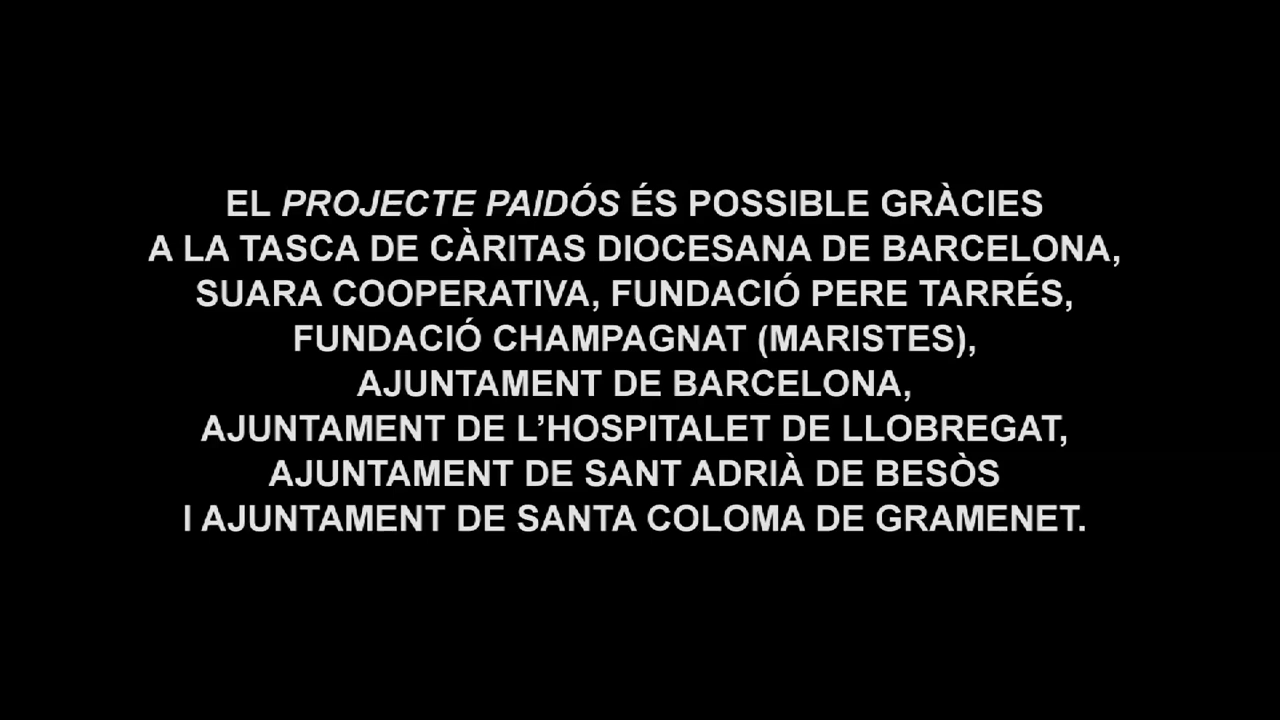 EL PROJECTE PAIDÓS ÉS POSSIBLE GRÀCIES
A LA TASCA DE CÀRITAS DIOCESANA DE BARCELONA,
SUARA COOPERATIVA, FUNDACIÓ PERE TARRÉS,
FUNDACIÓ CHAMPAGNAT (MARISTES),
AJUNTAMENT DE BARCELONA,
AJUNTAMENT DE L’HOSPITALET DE LLOBREGAT,
AJUNTAMENT DE SANT ADRIÀ DE BESÒS
I AJUNTAMENT DE SANTA COLOMA DE GRAMENET.